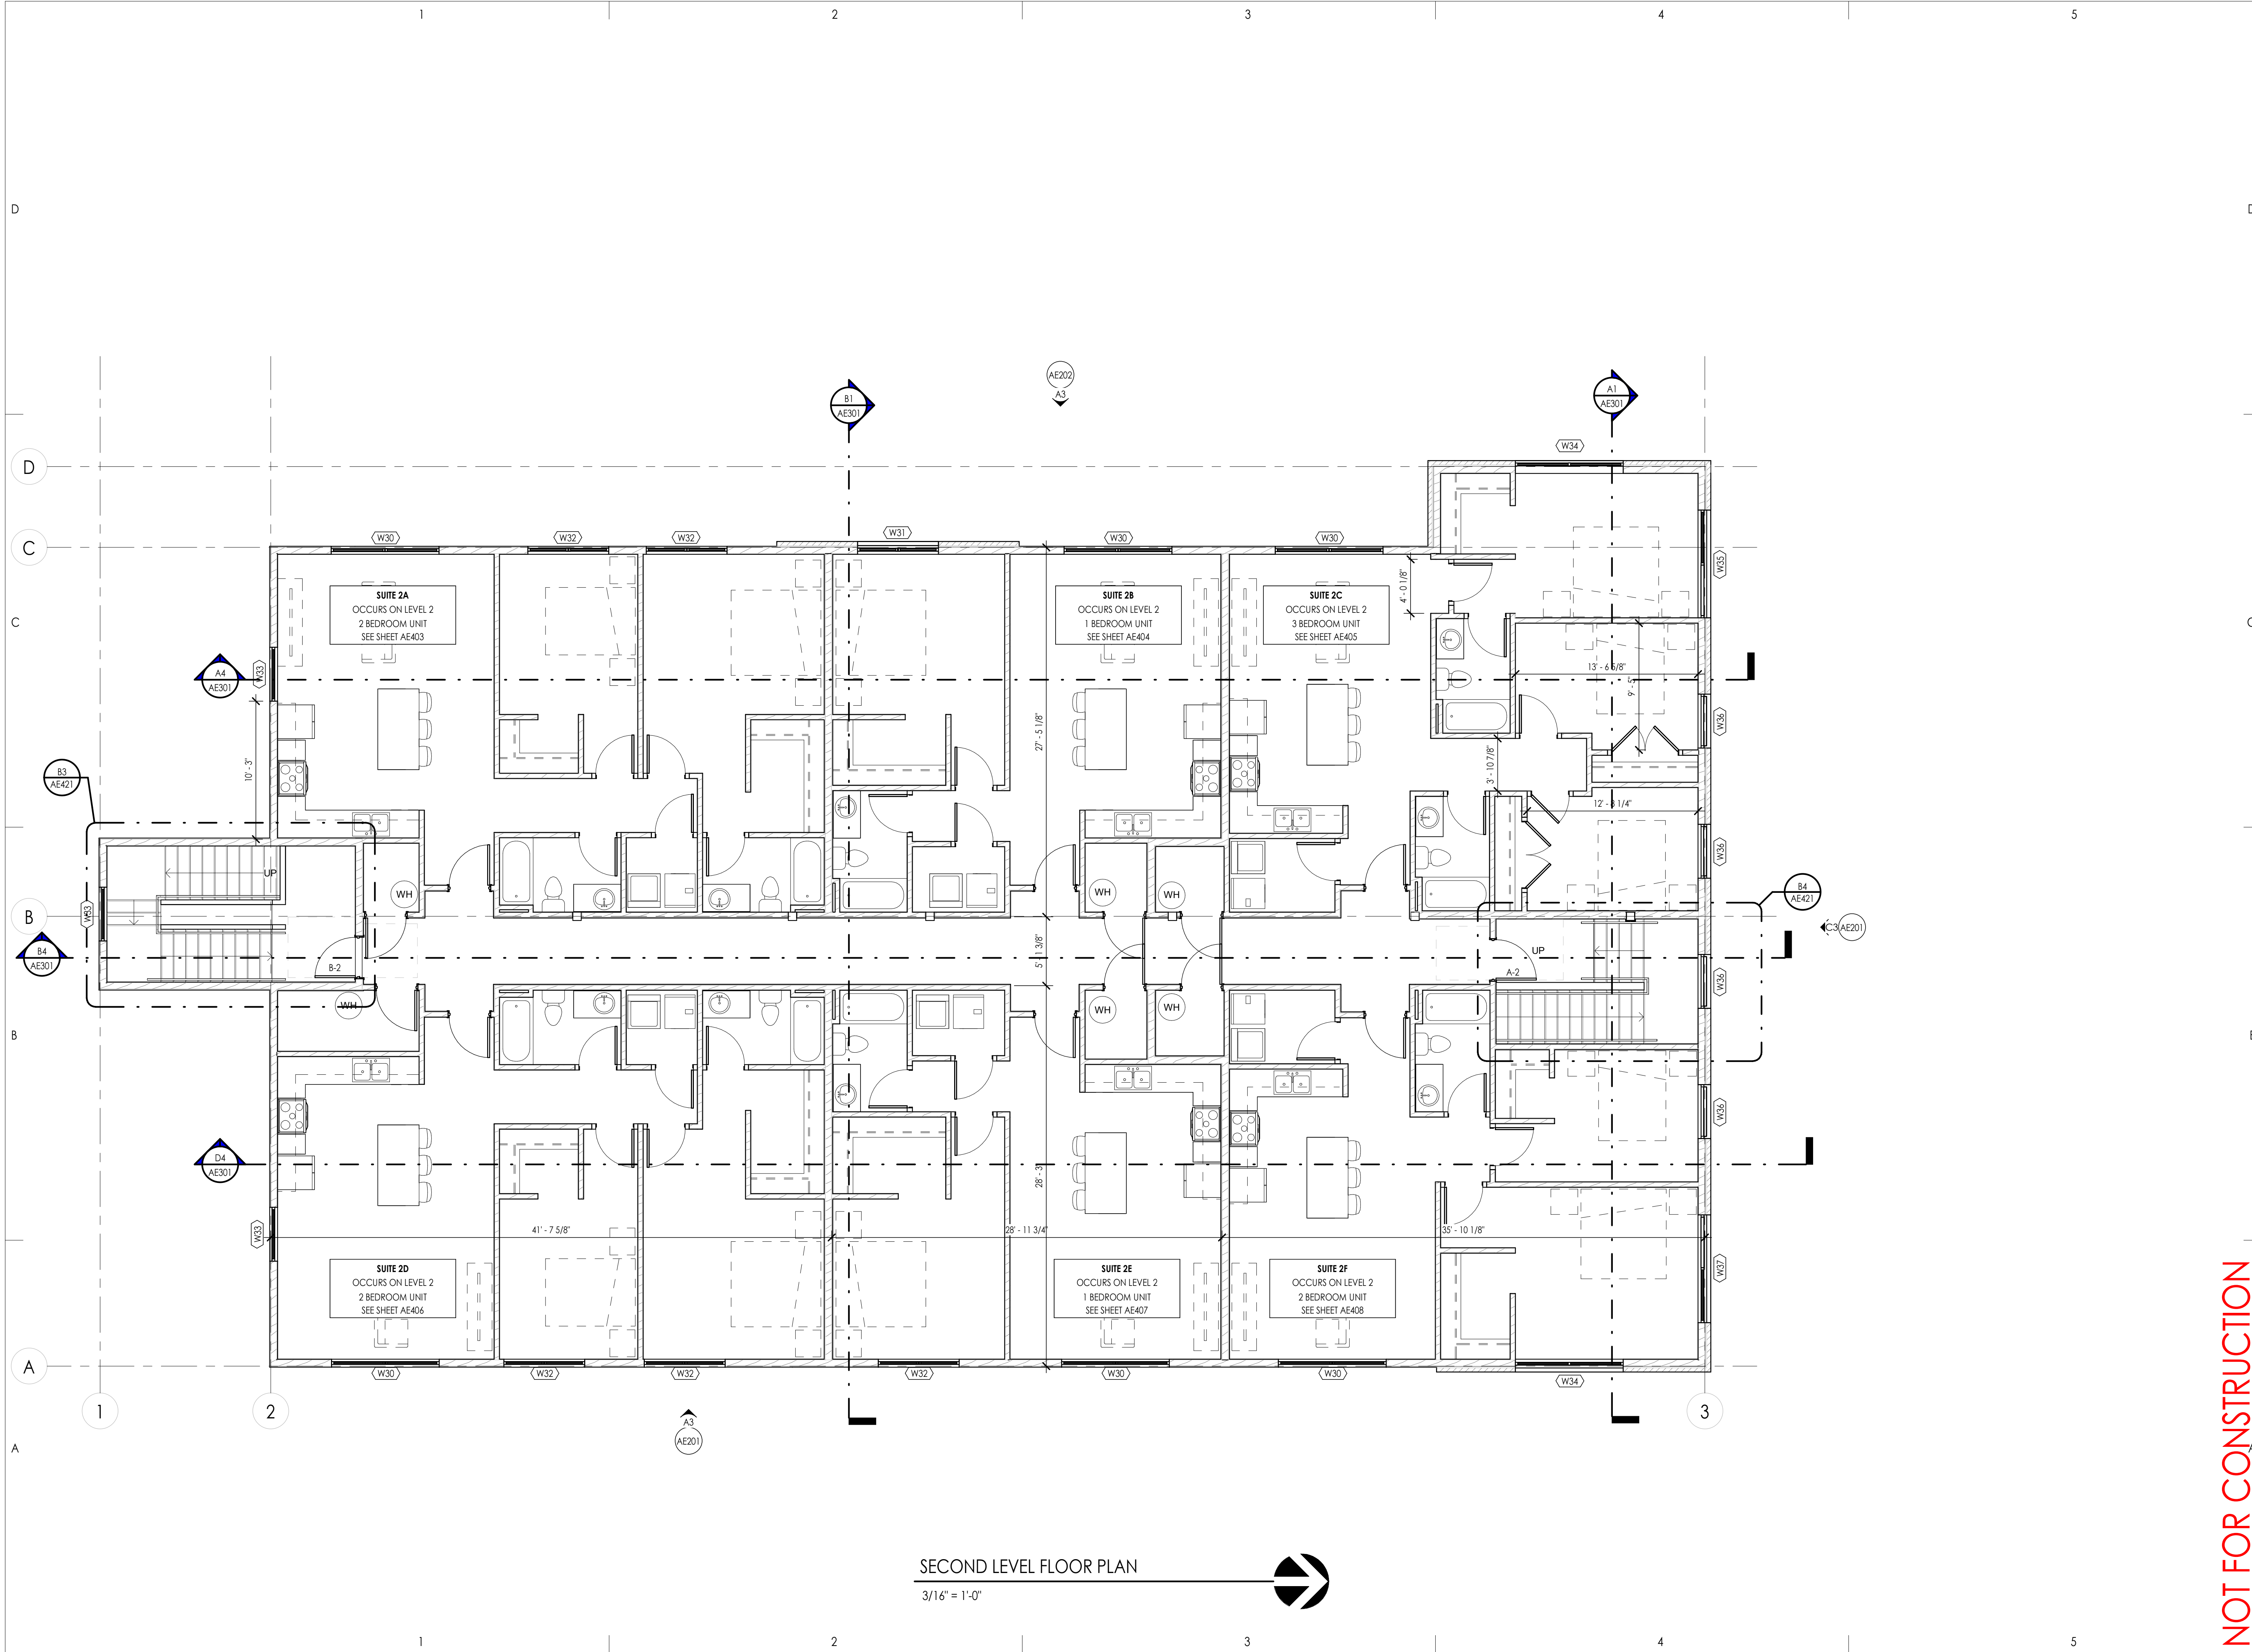 1
2
3
4
5
D
AE202
A3
B1
AE301
A1
AE301
W34
D
C
W30
W32
W32
W31
W30
W30
W35
SUITE 2A
OCCURS ON LEVEL 2
2 BEDROOM UNIT
SEE SHEET AE403
SUITE 2B
OCCURS ON LEVEL 2
1 BEDROOM UNIT
SEE SHEET AE404
SUITE 2C
OCCURS ON LEVEL 2
3 BEDROOM UNIT
SEE SHEET AE405
4' - 0 1/8"
C
A4
AE301
W33
13' - 6 5/8"
9' - 5"
W36
10' - 3"
27' - 5 1/8"
3' - 10 7/8"
B3
AE421
12' - 8 1/4"
W36
UP
WH
WH
WH
B4
AE421
B
W33
C3
AE201
B4
AE301
B-2
5' - 1 3/8"
UP
A-2
W36
WH
WH
WH
B
W36
D4
AE301
28' - 3"
W33
41' - 7 5/8"
28' - 11 3/4"
35' - 10 1/8"
W37
SUITE 2D
OCCURS ON LEVEL 2
2 BEDROOM UNIT
SEE SHEET AE406
SUITE 2E
OCCURS ON LEVEL 2
1 BEDROOM UNIT
SEE SHEET AE407
SUITE 2F
OCCURS ON LEVEL 2
2 BEDROOM UNIT
SEE SHEET AE408
A
W30
W32
W32
W32
W30
W30
W34
1
2
3
A3
AE201
A
SECOND LEVEL FLOOR PLAN
3/16" = 1'-0"
NOT FOR CONSTRUCTION
1
2
3
4
5